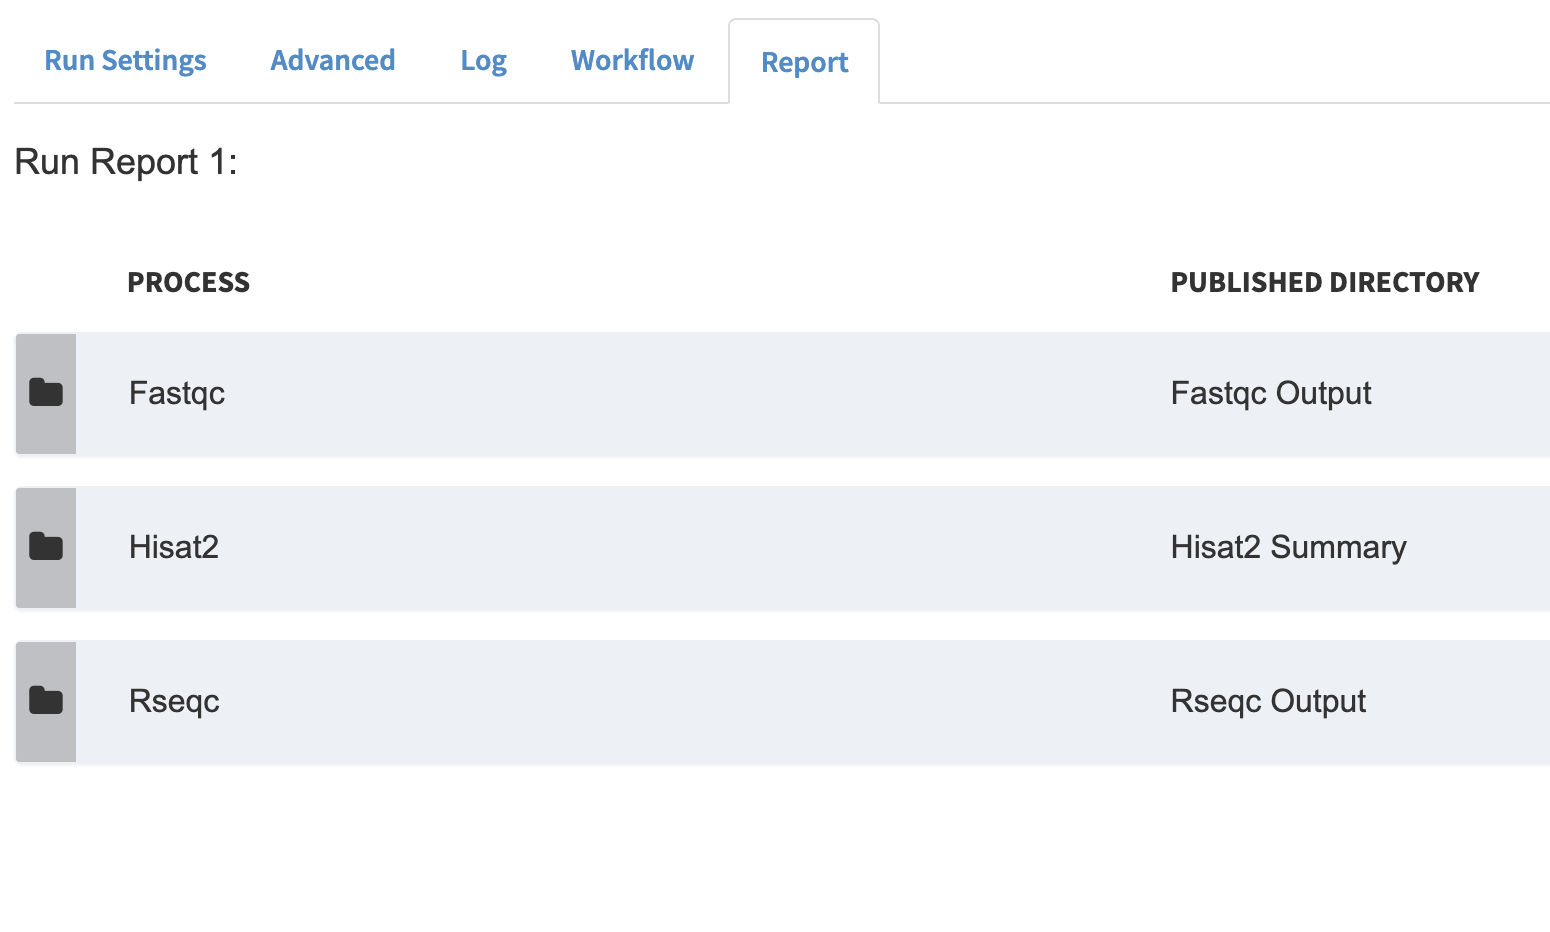 Run Settings Advanced Log Workflow Report
Run Report 1:
PROCESS PUBLISHED DIRECTORY
Fastqc Fastqc Output
Hisat2 Hisat2 Summary
Rseqc Rseqc Output